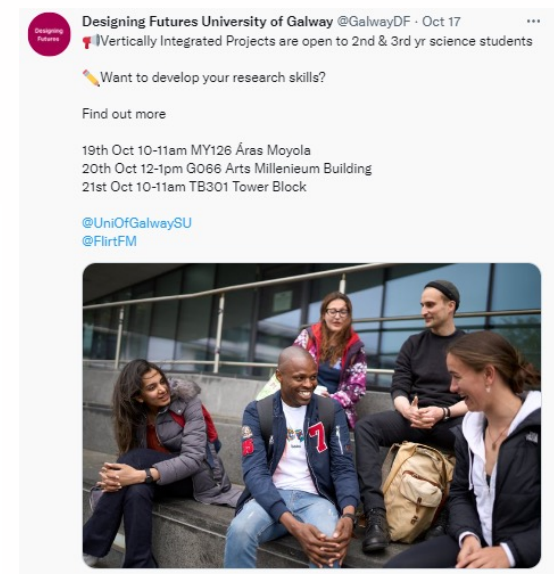 Designing Futures
Designing Futures University of Galway @GalwayDF · Oct 17
📢Vertically Integrated Projects are open to 2nd & 3rd yr science students
✏️Want to develop your research skills?
Find out more
19th Oct 10-11am MY126 Áras Moyola
20th Oct 12-1pm G066 Arts Millenieum Building
21st Oct 10-11am TB301 Tower Block
@UniOfGalwaySU
@FlirtFM
7